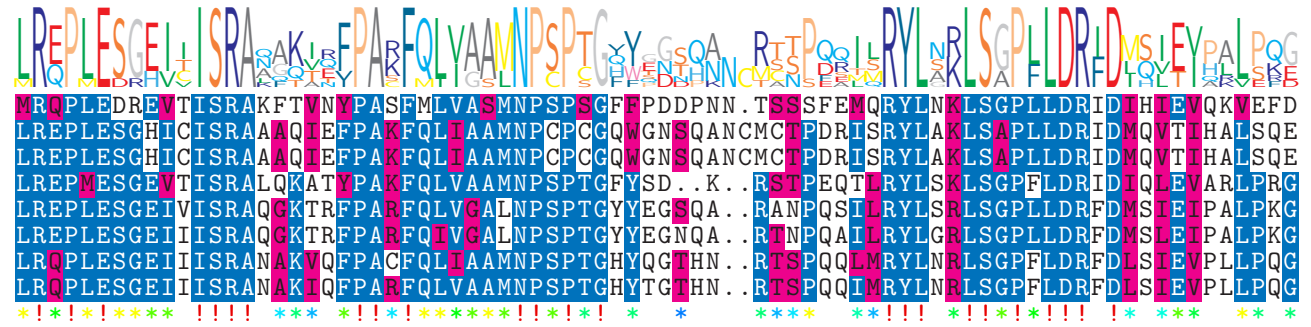 MRQPLEDREVTISRAKFTVNYPASFMLVASMNPSPSGFFPDDPNN.TSSSFEMQRYLNKLSGPLLDRIDIHIEVQKVEFD
LREPLESGHICISRAAAQIEFPAKFQLIAAMNPCPCGQWGNSQANCMCTPDRISRYLAKLSAPLLDRIDMQVTIHALSQE
LREPLESGHICISRAAAQIEFPAKFQLIAAMNPCPCGQWGNSQANCMCTPDRISRYLAKLSAPLLDRIDMQVTIHALSQE
LREPMESGEVTISRALQKATYPAKFQLVAAMNPSPTGFYSD..K..RSTPEQTLRYLSKLSGPFLDRIDIQLEVARLPRG
LREPLESGEIVISRAQGKTRFPARFQLVGALNPSPTGYYEGSQA..RANPQSILRYLSRLSGPLLDRFDMSIEIPALPKG
LREPLESGEIIISRAQGKTRFPARFQIVGALNPSPTGYYEGNQA..RTNPQAILRYLGRLSGPLLDRFDMSLEIPALPKG
LRQPLESGEIIISRANAKVQFPACFQLIAAMNPSPTGHYQGTHN..RTSPQQLMRYLNRLSGPFLDRFDLSIEVPLLPQG
LRQPLESGEIIISRANAKIQFPARFQLVAAMNPSPTGHYTGTHN..RTSPQQIMRYLNRLSGPFLDRFDLSIEVPLLPQG
*!*!*!**** !!!! *** *!!*!******!!*!*! *  *    ****  **!!! *!!*!*!!!*!* ***  ** *